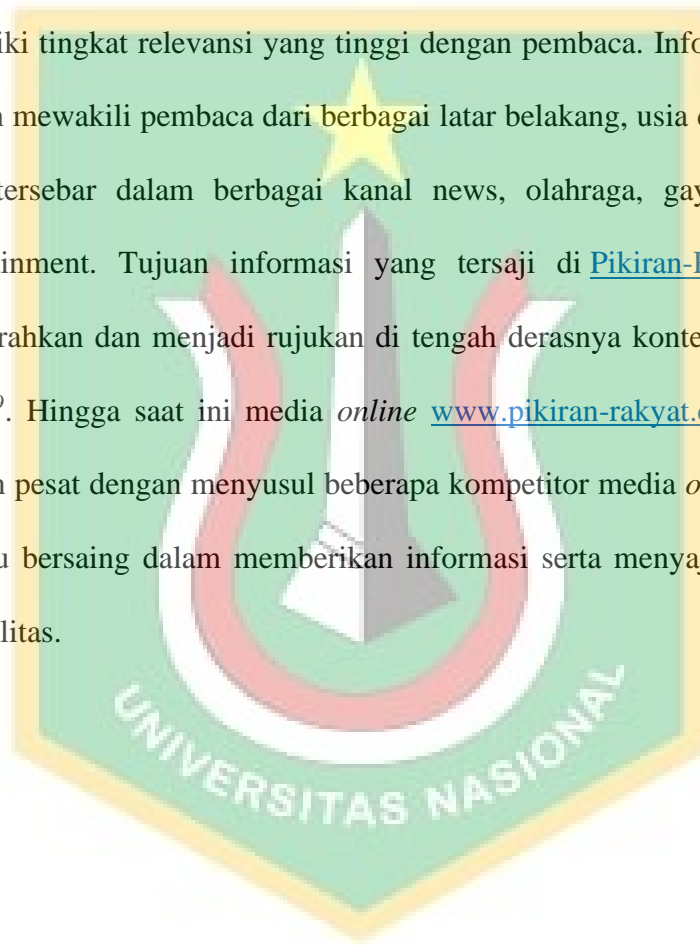 iki tingkat relevansi yang tinggi dengan pembaca. Info
n mewakili pembaca dari berbagai latar belakang, usia
tersebar dalam berbagai kanal news, olahraga, gay
inment. Tujuan informasi yang tersaji di Pikiran-
rahkan dan menjadi rujukan di tengah derasnya konte
9. Hingga saat ini media online www.pikiran-rakyat.
n pesat dengan menyusul beberapa kompetitor media
u bersaing dalam memberikan informasi serta menyaj
litas.
UNIVERSITAS NASIONAL